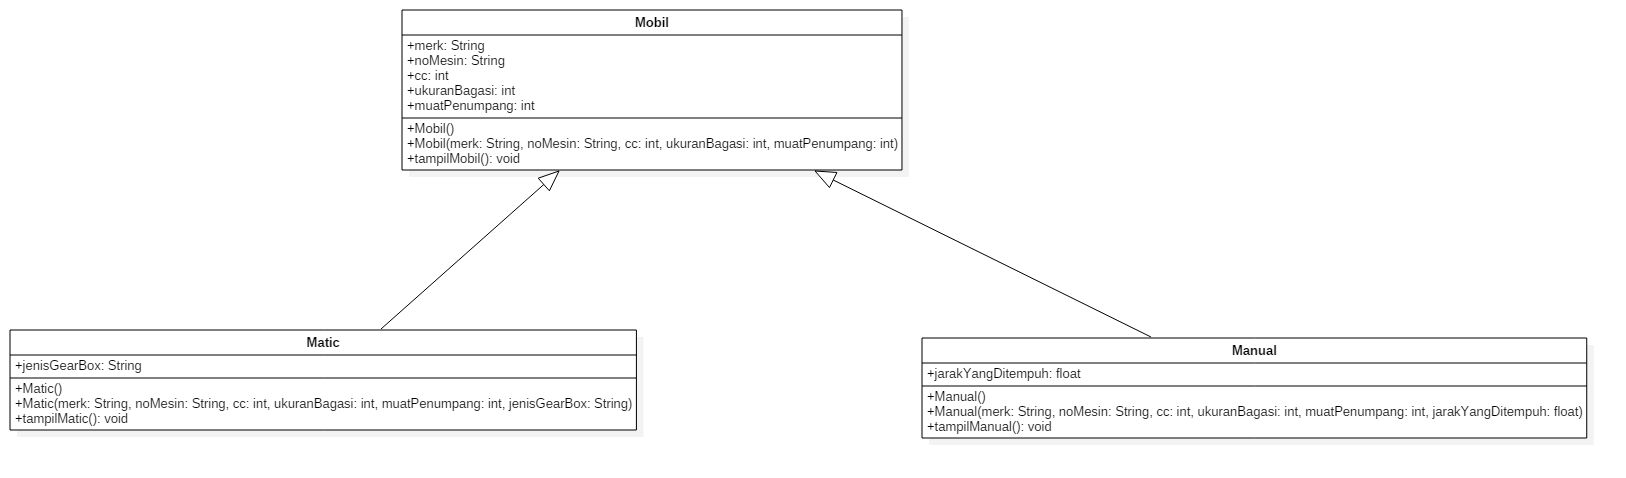 Mobil
+merk: String
+noMesin: String
+cc: int
+ukuranBagasi: int
+muatPenumpang: int
+Mobil()
+Mobil(merk: String, noMesin: String, cc: int, ukuranBagasi: int, muatPenumpang: int)
+tampilMobil(): void
Matic
+jenisGearBox: String
+Matic()
+Matic(merk: String, noMesin: String, cc: int, ukuranBagasi: int, muatPenumpang: int, jenisGearBox: String)
+tampilMatic(): void
Manual
+jarakYangDitempuh: float
+Manual()
+Manual(merk: String, noMesin: String, cc: int, ukuranBagasi: int, muatPenumpang: int, jarakYangDitempuh: float)
+tampilManual(): void